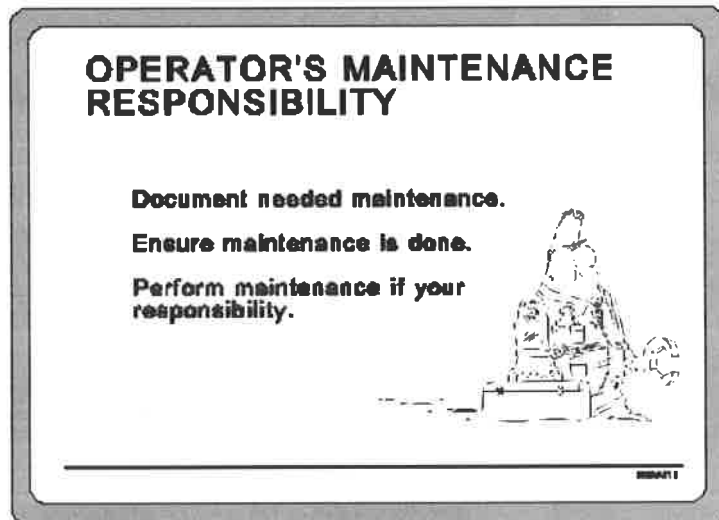 OPERATOR'S MAINTENANCE
RESPONSIBILITY
Document needed maintenance.
Ensure maintenance is done.
Perform maintenance if your
responsibility.